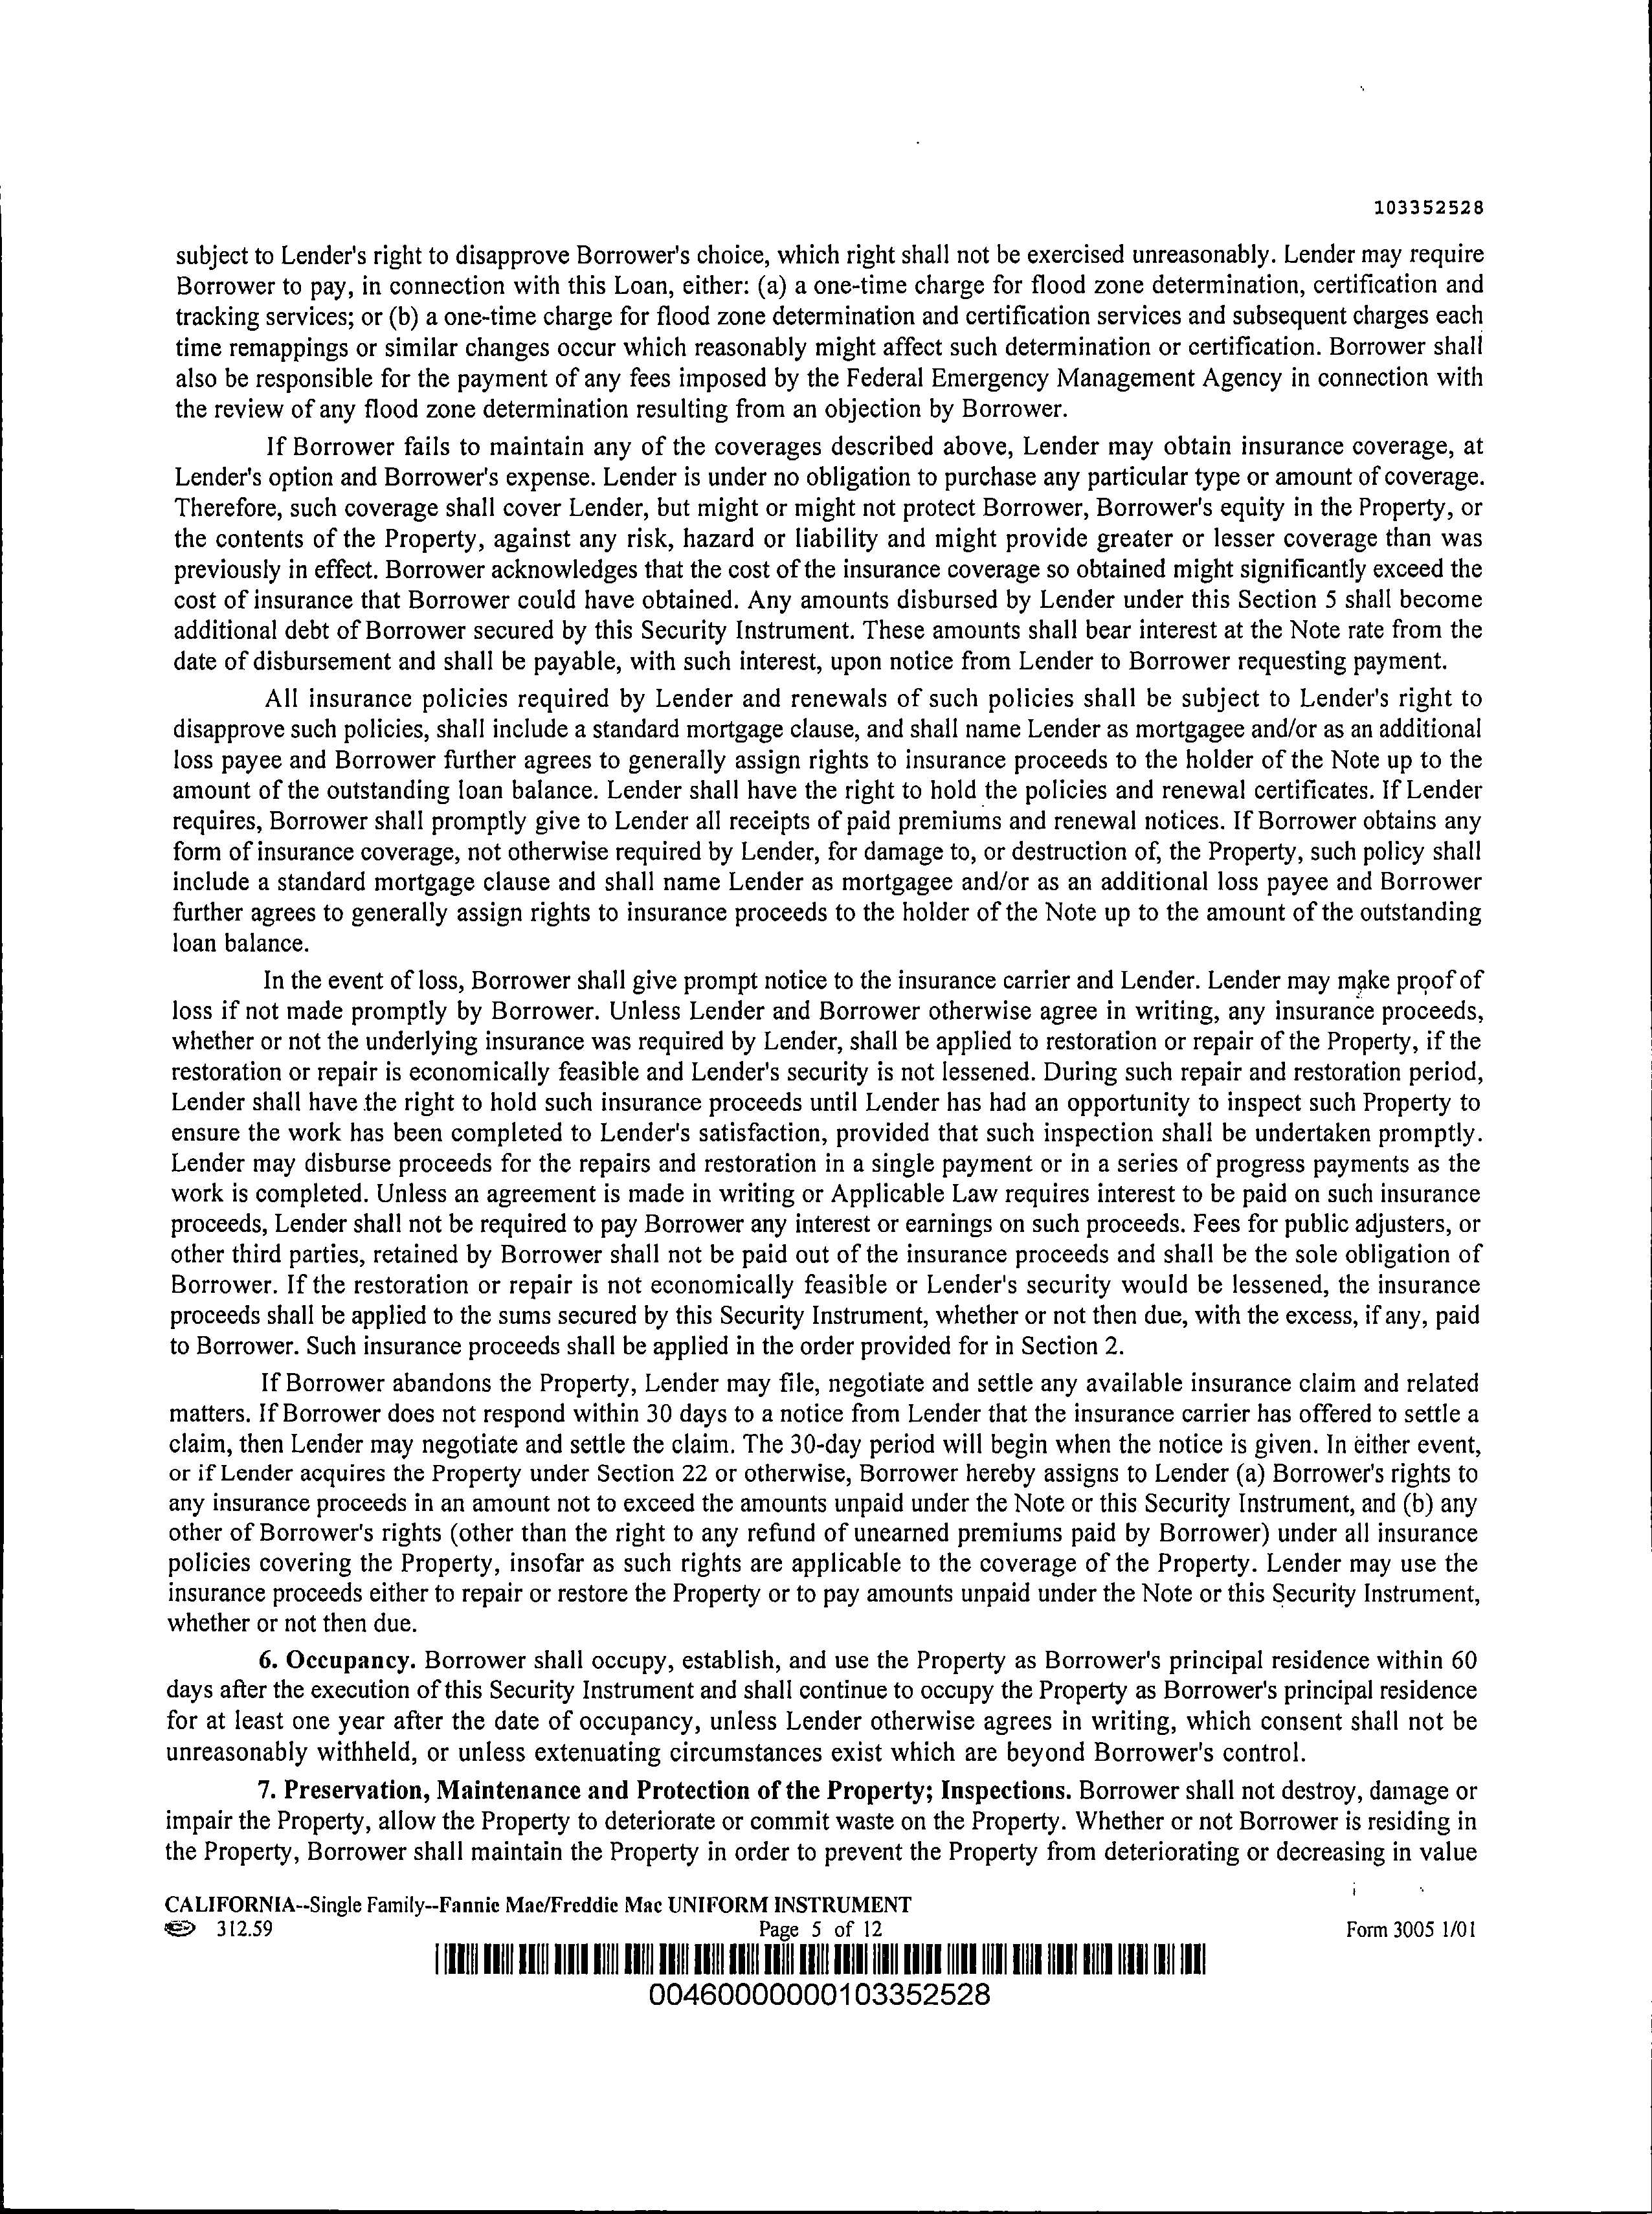 103352528
subject to Lender's right to disapprove Borrower's choice, which right shall not be exercised unreasonably. Lender may require
Borrower to pay, in connection with this Loan, either: (a) a one-time charge for flood zone determination, certification and
tracking services; or (b) a one-time charge for flood zone determination and certification services and subsequent charges each
time remappings or similar changes occur which reasonably might affect such determination or certification. Borrower shall
also be responsible for the payment of any fees imposed by the Federal Emergency Management Agency in connection with
the review of any flood zone determination resulting from an objection by Borrower.
If Borrower fails to maintain any of the coverages described above, Lender may obtain insurance coverage, at
Lender's option and Borrower's expense. Lender is under no obligation to purchase any particular type or amount of coverage.
Therefore, such coverage shall cover Lender, but might or might not protect Borrower, Borrower's equity in the Property, or
the contents of the Property, against any risk, hazard or liability and might provide greater or lesser coverage than was
previously in effect. Borrower acknowledges that the cost of the insurance coverage so obtained might significantly exceed the
cost of insurance that Borrower could have obtained. Any amounts disbursed by Lender under this Section 5 shall become
additional debt of Borrower secured by this Security Instrument. These amounts shall bear interest at the Note rate from the
date of disbursement and shall be payable, with such interest, upon notice from Lender to Borrower requesting payment.
All insurance policies required by Lender and renewals of such policies shall be subject to Lender's right to
disapprove such policies, shall include a standard mortgage clause, and shall name Lender as mortgagee and/or as an additional
loss payee and Borrower further agrees to generally assign rights to insurance proceeds to the holder of the Note up to the
amount of the outstanding loan balance. Lender shall have the right to hold the policies and renewal certificates. If Lender
requires, Borrower shall promptly give to Lender all receipts of paid premiums and renewal notices. If Borrower obtains any
form of insurance coverage, not otherwise required by Lender, for damage to, or destruction of, the Property, such policy shall
include a standard mortgage clause and shall name Lender as mortgagee and/or as an additional loss payee and Borrower
further agrees to generally assign rights to insurance proceeds to the holder of the Note up to the amount of the outstanding
loan balance.
In the event of loss, Borrower shall give prompt notice to the insurance carrier and Lender. Lender may make proof of
loss if not made promptly by Borrower. Unless Lender and Borrower otherwise agree in writing, any insurance proceeds,
whether or not the underlying insurance was required by Lender, shall be applied to restoration or repair of the Property, if the
restoration or repair is economically feasible and Lender's security is not lessened. During such repair and restoration period,
Lender shall have the right to hold such insurance proceeds until Lender has had an opportunity to inspect such Property to
ensure the work has been completed to Lender's satisfaction, provided that such inspection shall be undertaken promptly.
Lender may disburse proceeds for the repairs and restoration in a single payment or in a series of progress payments as the
work is completed. Unless an agreement is made in writing or Applicable Law requires interest to be paid on such insurance
proceeds, Lender shall not be required to pay Borrower any interest or earnings on such proceeds. Fees for public adjusters, or
other third parties, retained by Borrower shall not be paid out of the insurance proceeds and shall be the sole obligation of
Borrower. If the restoration or repair is not economically feasible or Lender's security would be lessened, the insurance
proceeds shall be applied to the sums secured by this Security Instrument, whether or not then due, with the excess, if any, paid
to Borrower. Such insurance proceeds shall be applied in the order provided for in Section 2.
If Borrower abandons the Property, Lender may file, negotiate and settle any available insurance claim and related
matters. If Borrower does not respond within 30 days to a notice from Lender that the insurance carrier has offered to settle a
claim, then Lender may negotiate and settle the claim. The 30-day period will begin when the notice is given. In either event,
or if Lender acquires the Property under Section 22 or otherwise, Borrower hereby assigns to Lender (a) Borrower's rights to
any insurance proceeds in an amount not to exceed the amounts unpaid under the Note or this Security Instrument, and (b) any
other of Borrower's rights (other than the right to any refund of unearned premiums paid by Borrower) under all insurance
policies covering the Property, insofar as such rights are applicable to the coverage of the Property. Lender may use the
insurance proceeds either to repair or restore the Property or to pay amounts unpaid under the Note or this Security Instrument,
whether or not then due.
6. Occupancy. Borrower shall occupy, establish, and use the Property as Borrower's principal residence within 60
days after the execution of this Security Instrument and shall continue to occupy the Property as Borrower's principal residence
for at least one year after the date of occupancy, unless Lender otherwise agrees in writing, which consent shall not be
unreasonably withheld, or unless extenuating circumstances exist which are beyond Borrower's control.
7. Preservation, Maintenance and Protection of the Property; Inspections. Borrower shall not destroy, damage or
impair the Property, allow the Property to deteriorate or commit waste on the Property. Whether or not Borrower is residing in
the Property, Borrower shall maintain the Property in order to prevent the Property from deteriorating or decreasing in value
CALIFORNIA--Single Family--Fannie Mae/Freddie Mac UNIFORM INSTRUMENT
312.59 Page 5 of 12 Form 3005 1/01
00460000000103352528